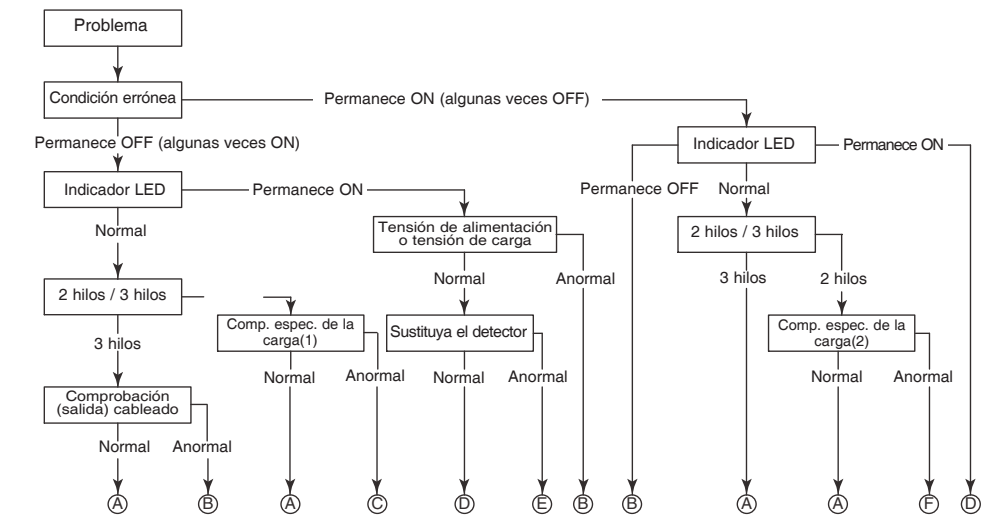 Problema
Condición errónea
Permanece ON (algunas veces OFF)
Permanece OFF (algunas veces ON)
Indicador LED
Permanece ON
Indicador LED
Permanece ON
Permanece OFF
Normal
Normal
Tensión de alimentación
o tensión de carga
2 hilos / 3 hilos
Normal
Anormal
3 hilos
2 hilos
2 hilos / 3 hilos
Comp. espec. de la
carga(1)
Sustituya el detector
Comp. espec. de la
carga(2)
3 hilos
Normal
Anormal
Normal
Anormal
Normal
Anormal
Comprobación
(salida) cableado
Normal
Anormal
A
B
A
C
D
E
B
B
A
A
F
D